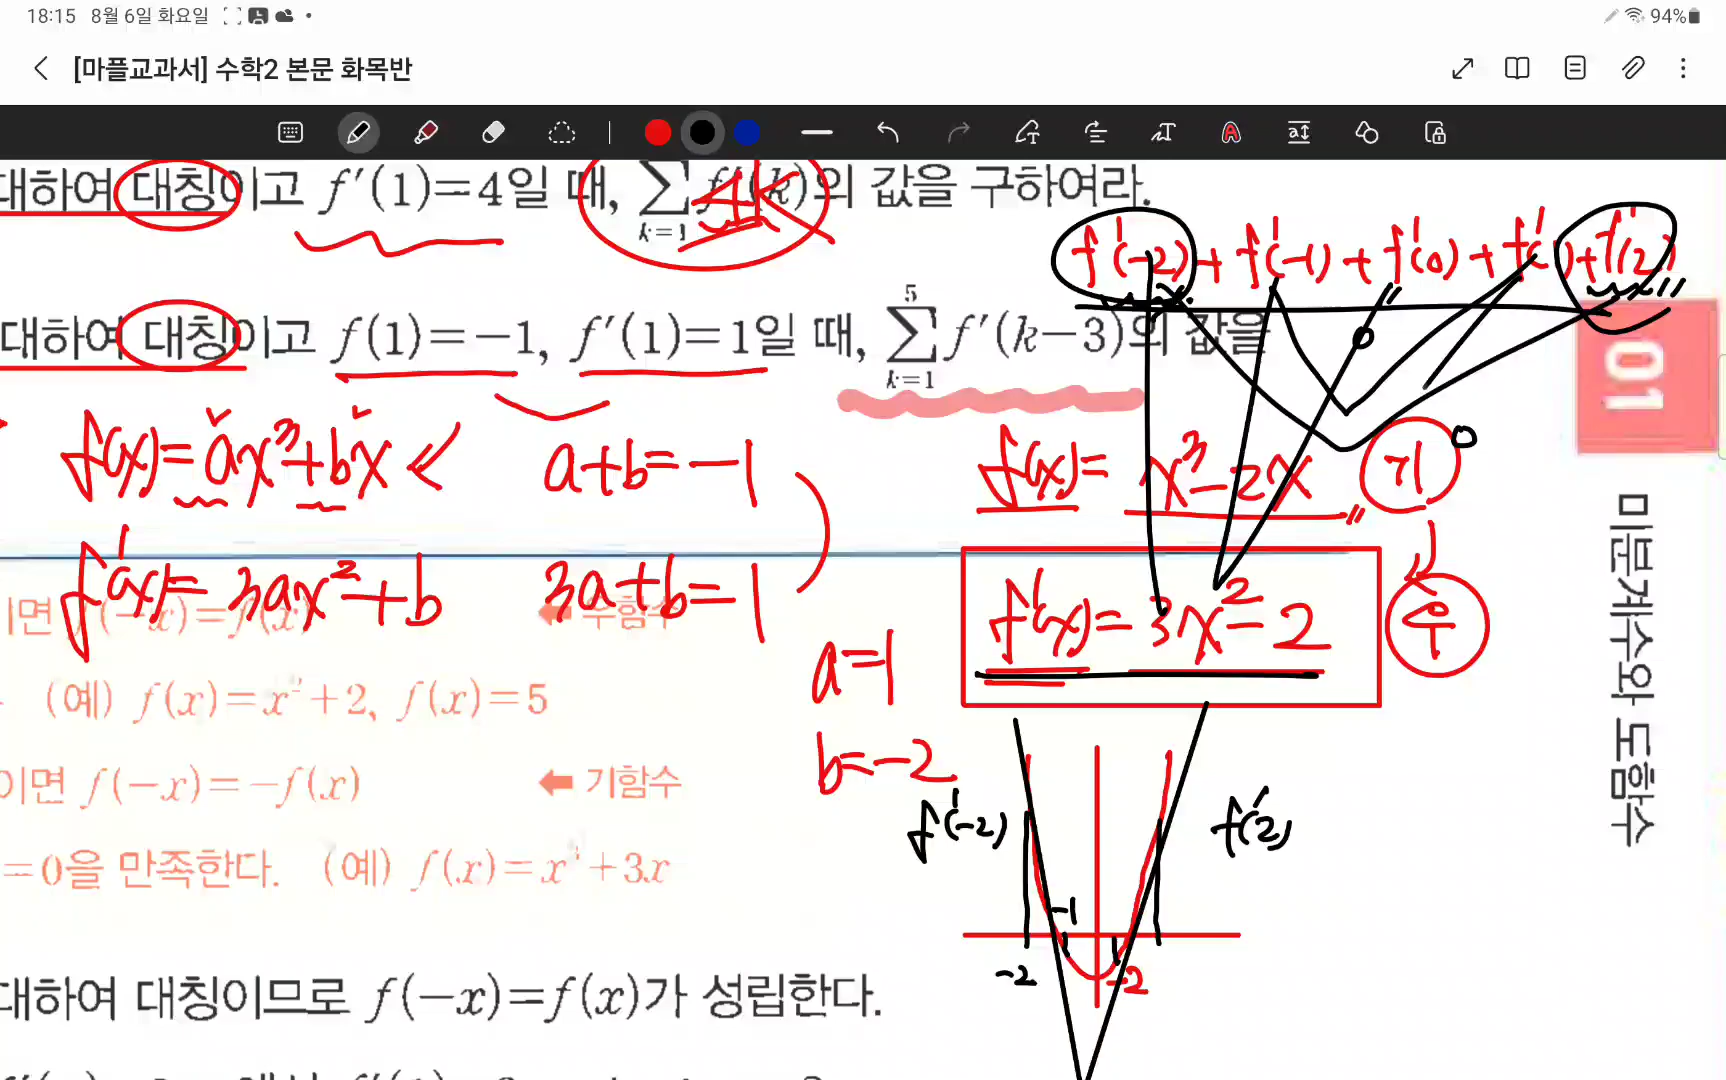 18:15 8월 6일 화요일
94%
[마플교과서] 수학2 본문 화목반
대하여 대칭이고 f′(1)=4일 때, ∑ k=1 4k (k)의 값을 구하여라.
f′(-2)+f′(-1)+f′(0)+f′( )+f′(2)
대하여 대칭이고 f(1)=-1, f′(1)=1일 때, 5 ∑ k=1 f′(k-3)의 값을
01
미분계수와 도함수
f(x)=ax³+bx
a+b=-1
f(x)= x³-2x
기
f′(x)=3ax²+b
3a+b=1
f′(x)=3x²-2
우
이면 f(-x)=f(x) 우함수
a=1
(예) f(x)=x²+2, f(x)=5
b=-2
이면 f(-x)=-f(x) 기함수
f′(-2)
f′(2)
=0을 만족한다. (예) f(x)=x³+3x
-1
-2
-2
대하여 대칭이므로 f(-x)=f(x)가 성립한다.